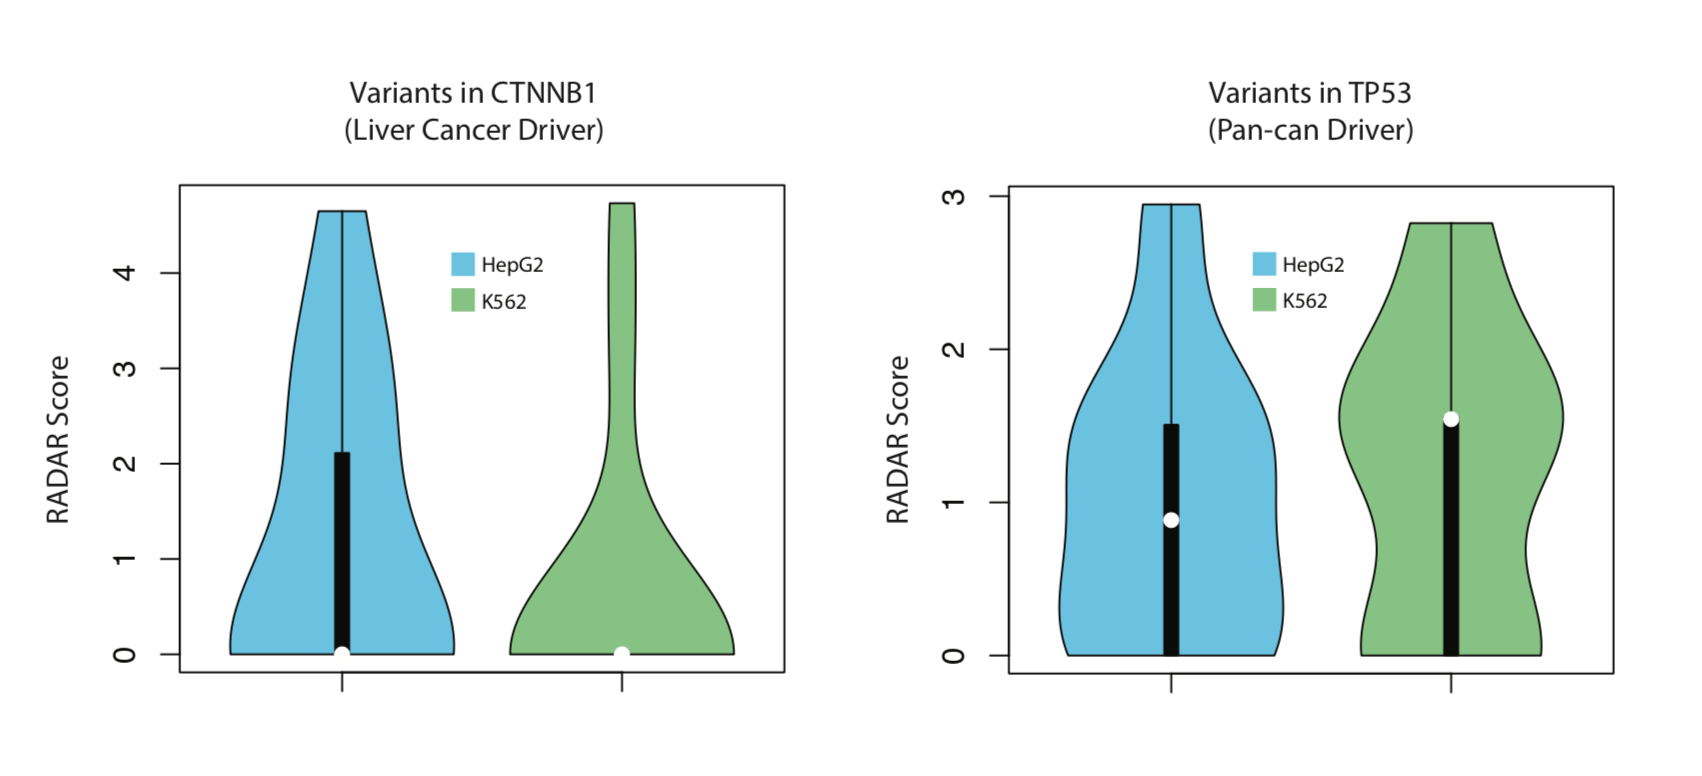 Variants in CTNNB1
(Liver Cancer Driver)
RADAR Score
4
3
2
1
0
HepG2
K562
Variants in TP53
(Pan-can Driver)
RADAR Score
3
2
1
0
HepG2
K562